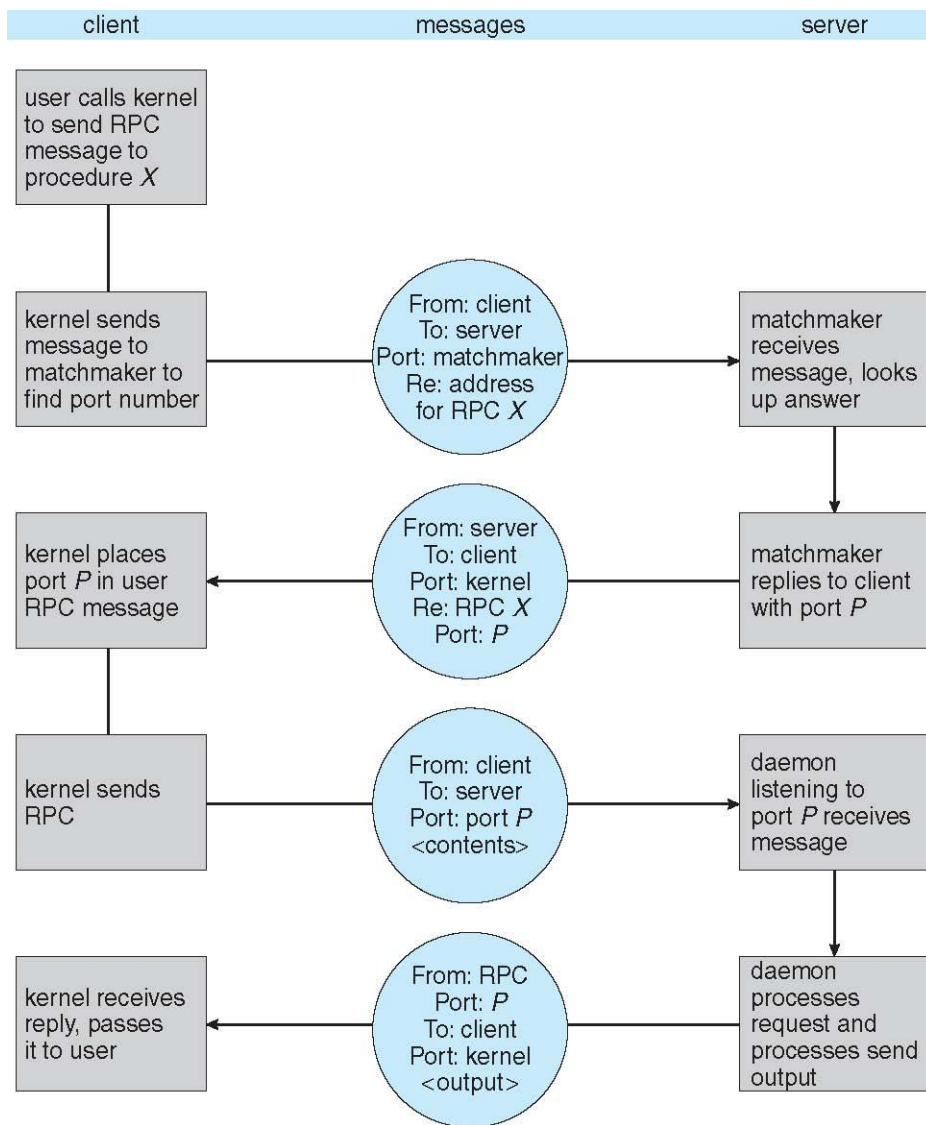 client
messages
server
user calls kernel
to send RPC
message to
procedure X
kernel sends
message to
matchmaker to
find port number
From: client
To: server
Port: matchmaker
Re: address
for RPC X
matchmaker
receives
message, looks
up answer
kernel places
port P in user
RPC message
From: server
To: client
Port: kernel
Re: RPC X
Port: P
matchmaker
replies to client
with port P
kernel sends
RPC
From: client
To: server
Port: port P
<contents>
daemon
listening to
port P receives
message
kernel receives
reply, passes
it to user
From: RPC
Port: P
To: client
Port: kernel
<output>
daemon
processes
request and
processes send
output